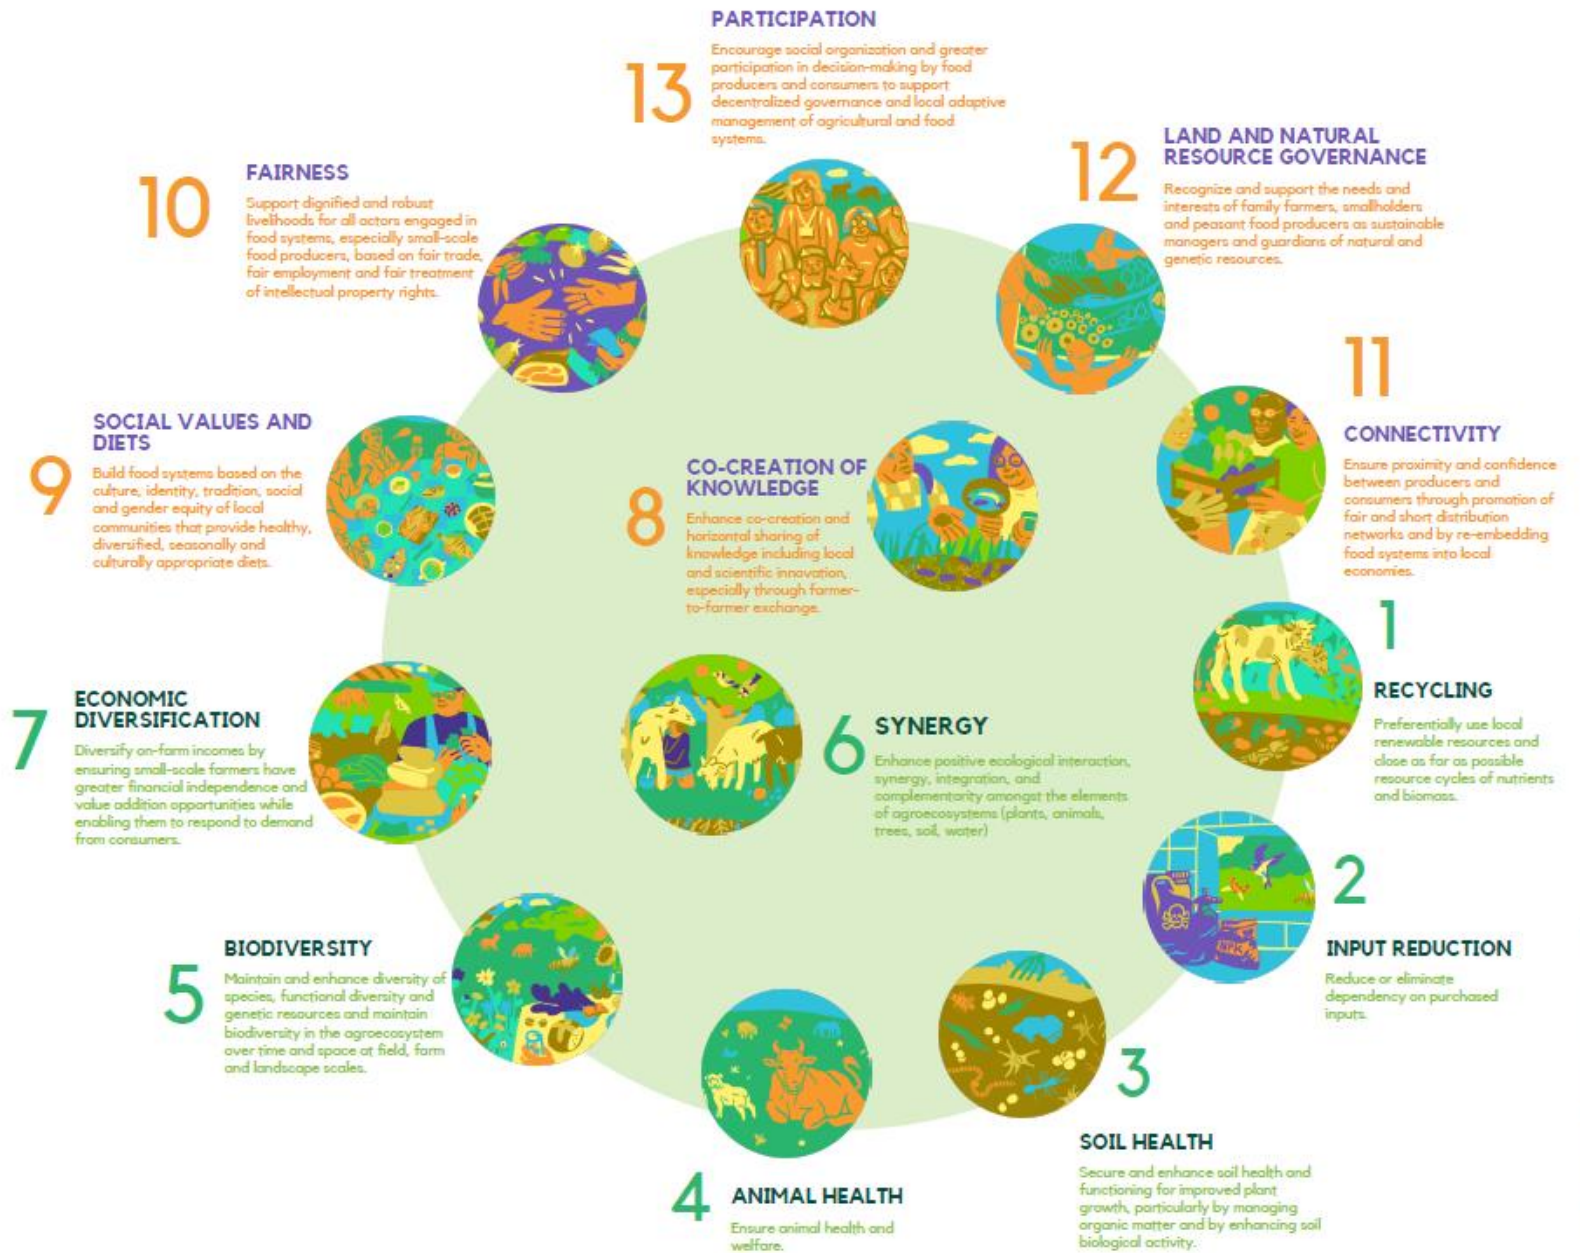 PARTICIPATION
13
Encourage social organization and greater
participation in decision-making by food
producers and consumers to support
decentralized governance and local adaptive
management of agricultural and food
systems.
12
LAND AND NATURAL
RESOURCE GOVERNANCE
Recognize and support the needs and
interests of family farmers, smallholders
and peasant food producers as sustainable
managers and guardians of natural and
genetic resources.
10
FAIRNESS
Support dignified and robust
livelihoods for all actors engaged in
food systems, especially small-scale
food producers, based on fair trade,
fair employment and fair treatment
of intellectual property rights.
11
CONNECTIVITY
Ensure proximity and confidence
between producers and
consumers through promotion of
fair and short distribution
networks and by re-embedding
food systems into local
economies.
9
SOCIAL VALUES AND
DIETS
Build food systems based on the
culture, identity, tradition, social
and gender equity of local
communities that provide healthy,
diversified, seasonally and
culturally appropriate diets.
8
CO-CREATION OF
KNOWLEDGE
Enhance co-creation and
horizontal sharing of
knowledge including local
and scientific innovation,
especially through farmer-
to-farmer exchange.
1
RECYCLING
Preferentially use local
renewable resources and
close as far as possible
resource cycles of nutrients
and biomass.
7
ECONOMIC
DIVERSIFICATION
Diversify on-farm incomes by
ensuring small-scale farmers have
greater financial independence and
value addition opportunities while
enabling them to respond to demand
from consumers.
6
SYNERGY
Enhance positive ecological interaction,
synergy, integration, and
complementarity amongst the elements
of agroecosystems (plants, animals,
trees, soil, water)
2
INPUT REDUCTION
Reduce or eliminate
dependency on purchased
inputs.
NPK
5
BIODIVERSITY
Maintain and enhance diversity of
species, functional diversity and
genetic resources and maintain
biodiversity in the agroecosystem
over time and space at field, farm
and landscape scales.
3
SOIL HEALTH
Secure and enhance soil health and
functioning for improved plant
growth, particularly by managing
organic matter and by enhancing soil
biological activity.
4
ANIMAL HEALTH
Ensure animal health and
welfare.